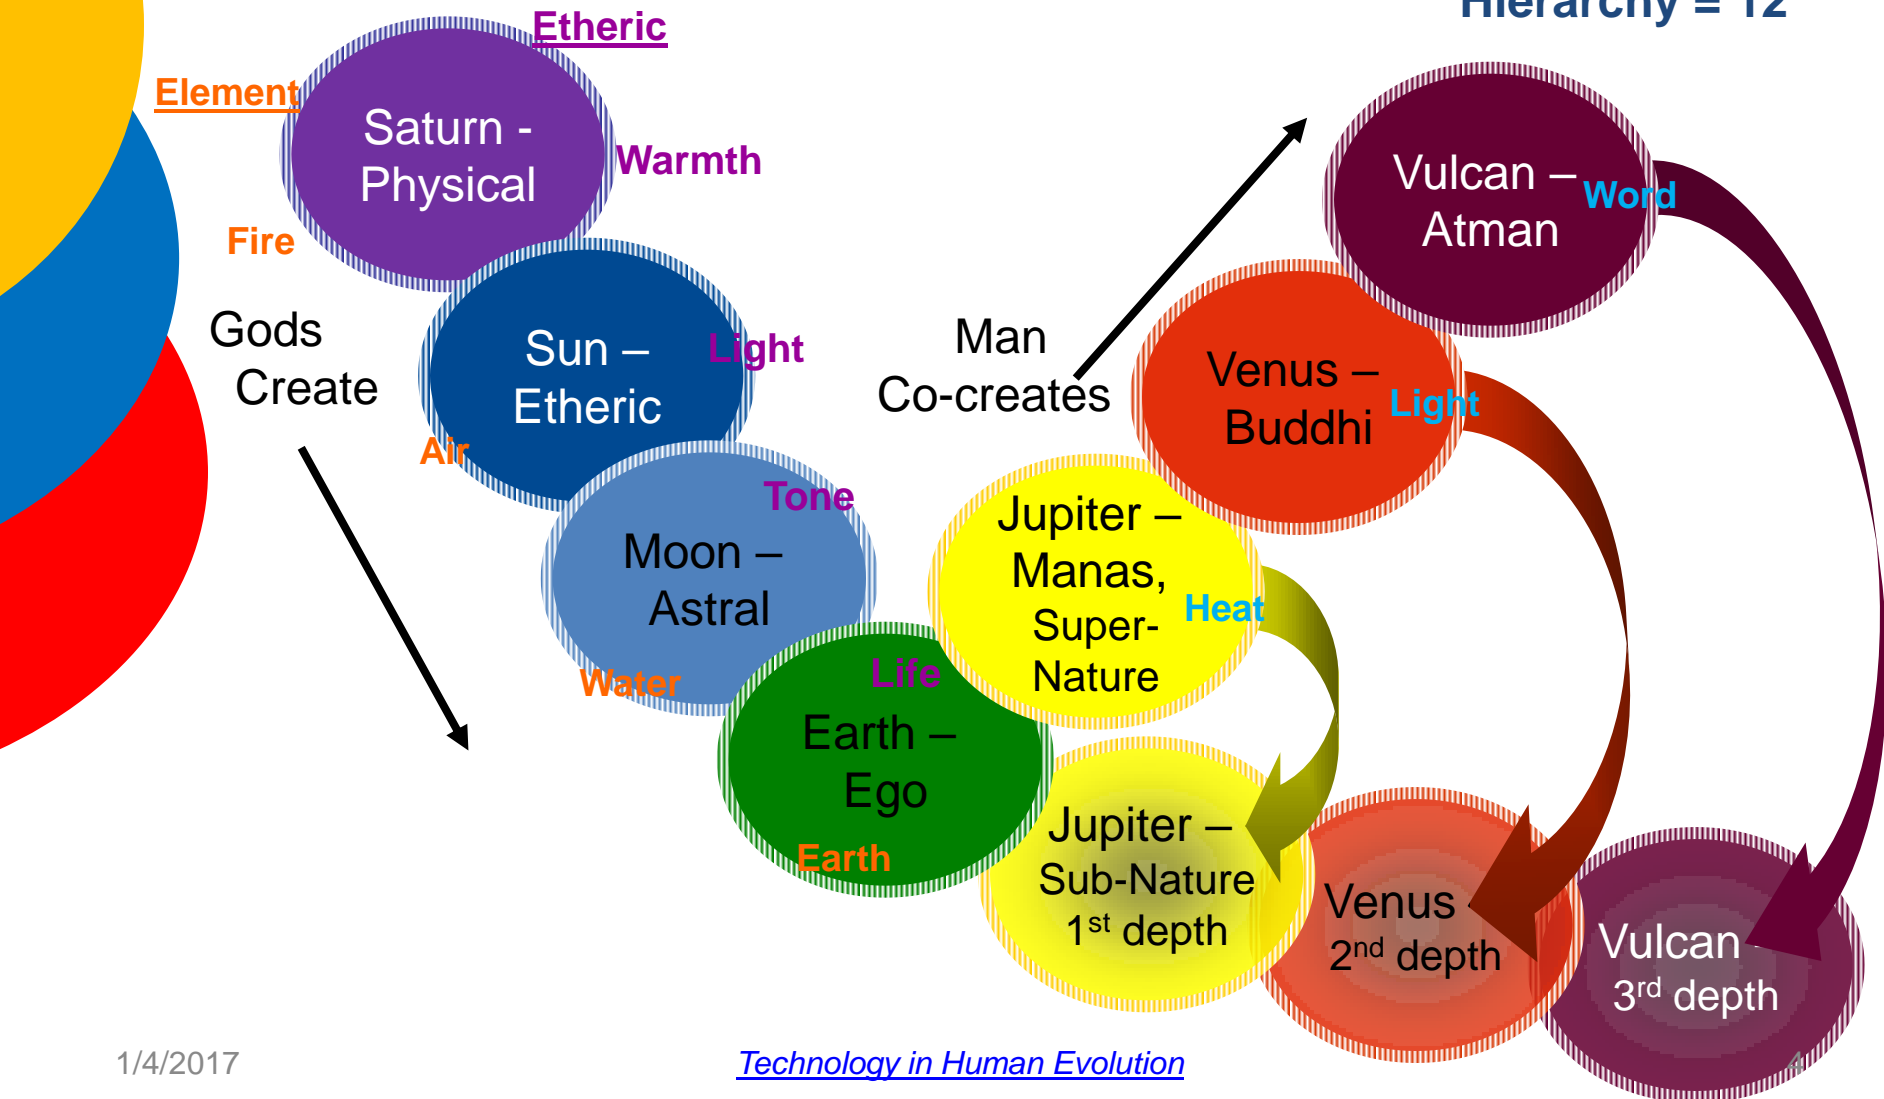 Hierarchy = 12
Etheric
Element
Saturn -
Physical
Warmth
Fire
Gods
Create
Sun –
Etheric
Light
Air
Moon –
Astral
Tone
Water
Life
Earth –
Ego
Earth
Man
Co-creates
Jupiter –
Manas,
Super-
Nature
Heat
Venus –
Buddhi
Light
Vulcan –
Atman
Word
Jupiter –
Sub-Nature
1st depth
Venus
2nd depth
Vulcan -
3rd depth
1/4/2017
Technology in Human Evolution
4